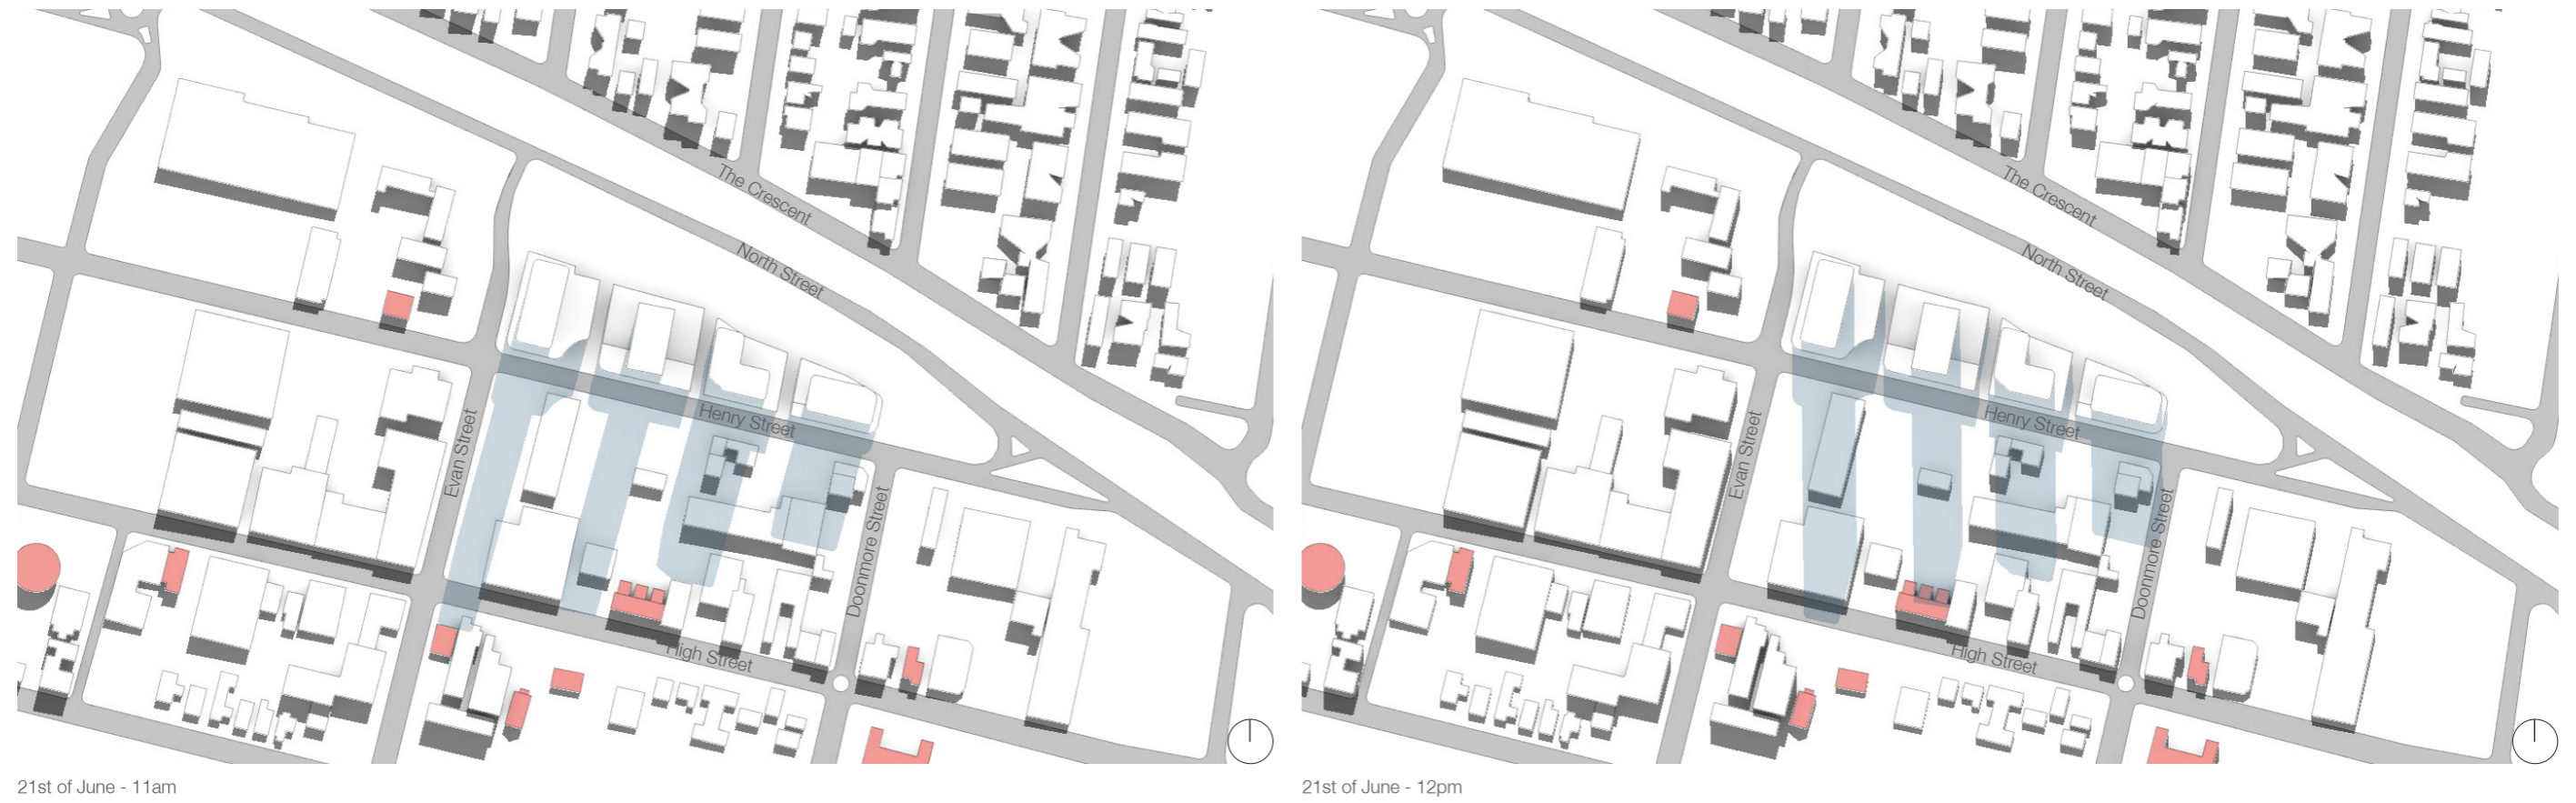 The Crescent
North Street
Henry Street
Evan Street
Doonmore Street
High Street
21st of June - 11am
The Crescent
North Street
Henry Street
Evan Street
Doonmore Street
High Street
21st of June - 12pm